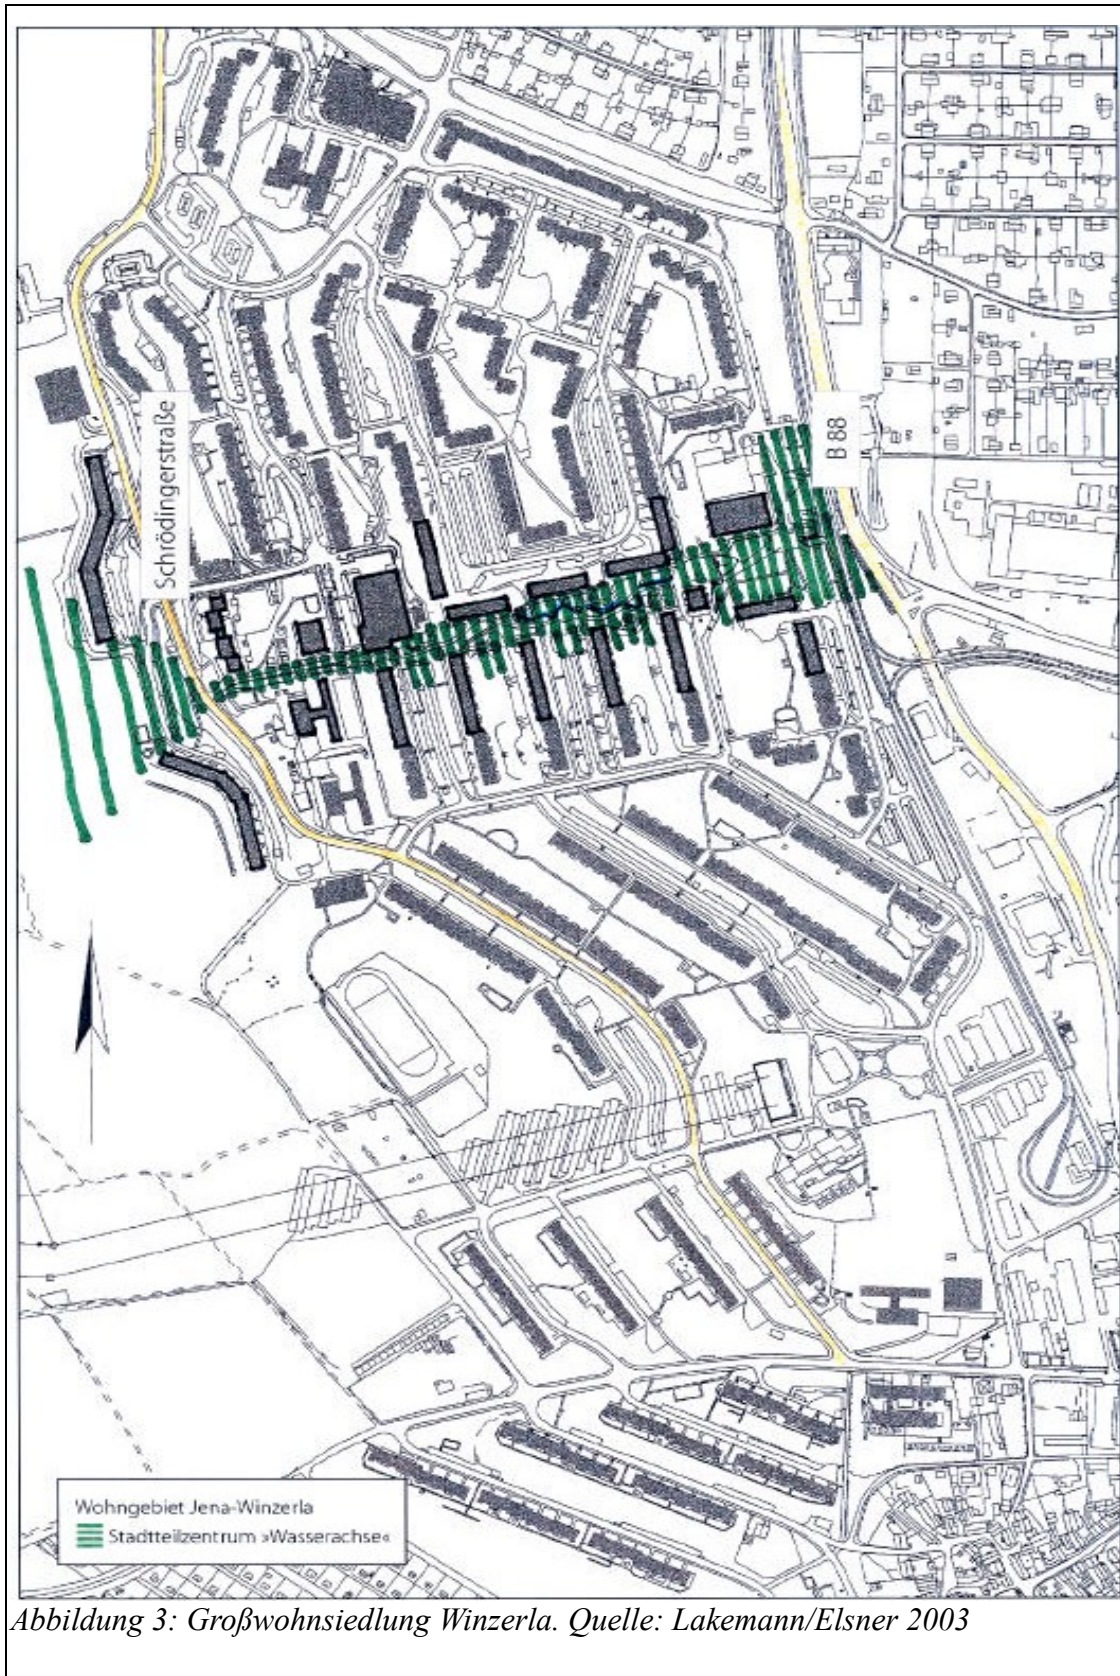 Schrödingerstraße
B 88
Wohngebiet Jena-Winzerla
Stadtteilzentrum »Wasserachse«
Abbildung 3: Großwohnsiedlung Winzerla. Quelle: Lakemann/Elsner 2003